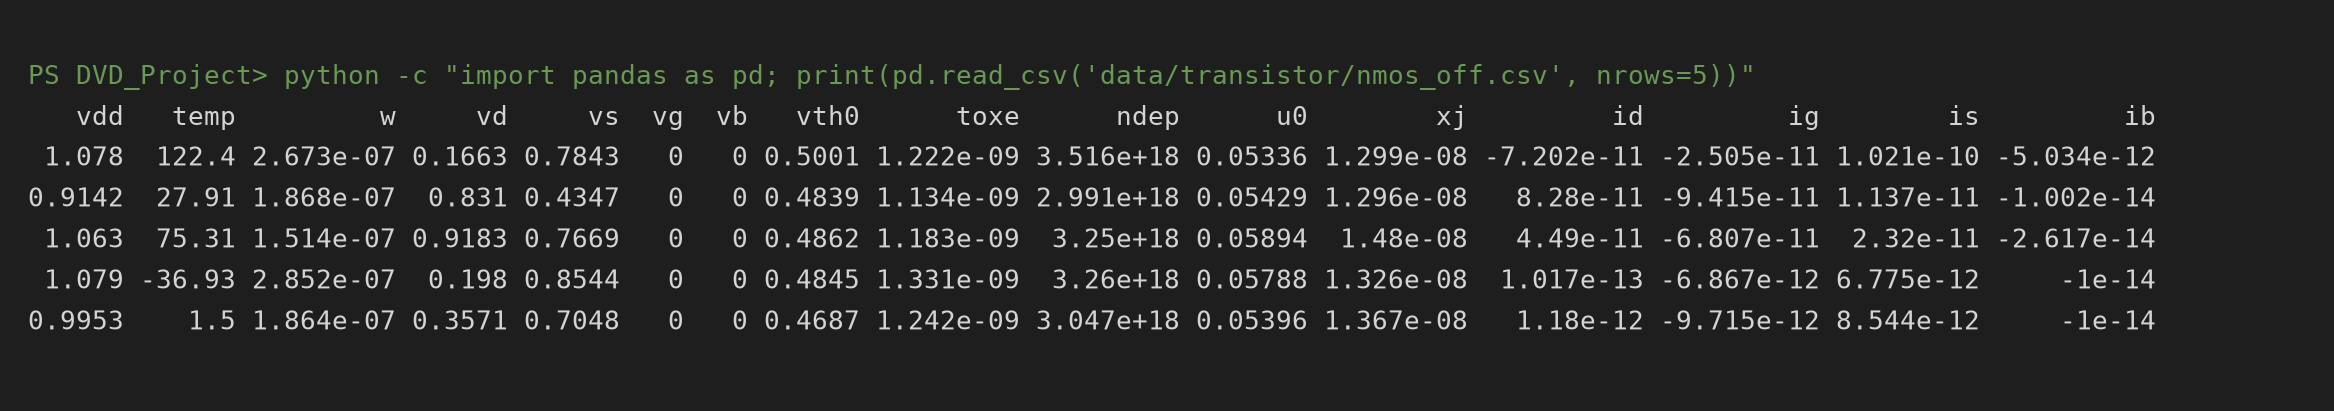 PS DVD_Project> python -c "import pandas as pd; print(pd.read_csv('data/transistor/nmos_off.csv', nrows=5))"
   vdd   temp         w     vd     vs  vg  vb   vth0      toxe      ndep      u0        xj         id         ig        is         ib
 1.078  122.4 2.673e-07 0.1663 0.7843   0   0 0.5001 1.222e-09 3.516e+18 0.05336 1.299e-08 -7.202e-11 -2.505e-11 1.021e-10 -5.034e-12
0.9142  27.91 1.868e-07  0.831 0.4347   0   0 0.4839 1.134e-09 2.991e+18 0.05429 1.296e-08   8.28e-11 -9.415e-11 1.137e-11 -1.002e-14
 1.063  75.31 1.514e-07 0.9183 0.7669   0   0 0.4862 1.183e-09  3.25e+18 0.05894  1.48e-08   4.49e-11 -6.807e-11  2.32e-11 -2.617e-14
 1.079 -36.93 2.852e-07  0.198 0.8544   0   0 0.4845 1.331e-09  3.26e+18 0.05788 1.326e-08  1.017e-13 -6.867e-12 6.775e-12     -1e-14
0.9953    1.5 1.864e-07 0.3571 0.7048   0   0 0.4687 1.242e-09 3.047e+18 0.05396 1.367e-08   1.18e-12 -9.715e-12 8.544e-12     -1e-14